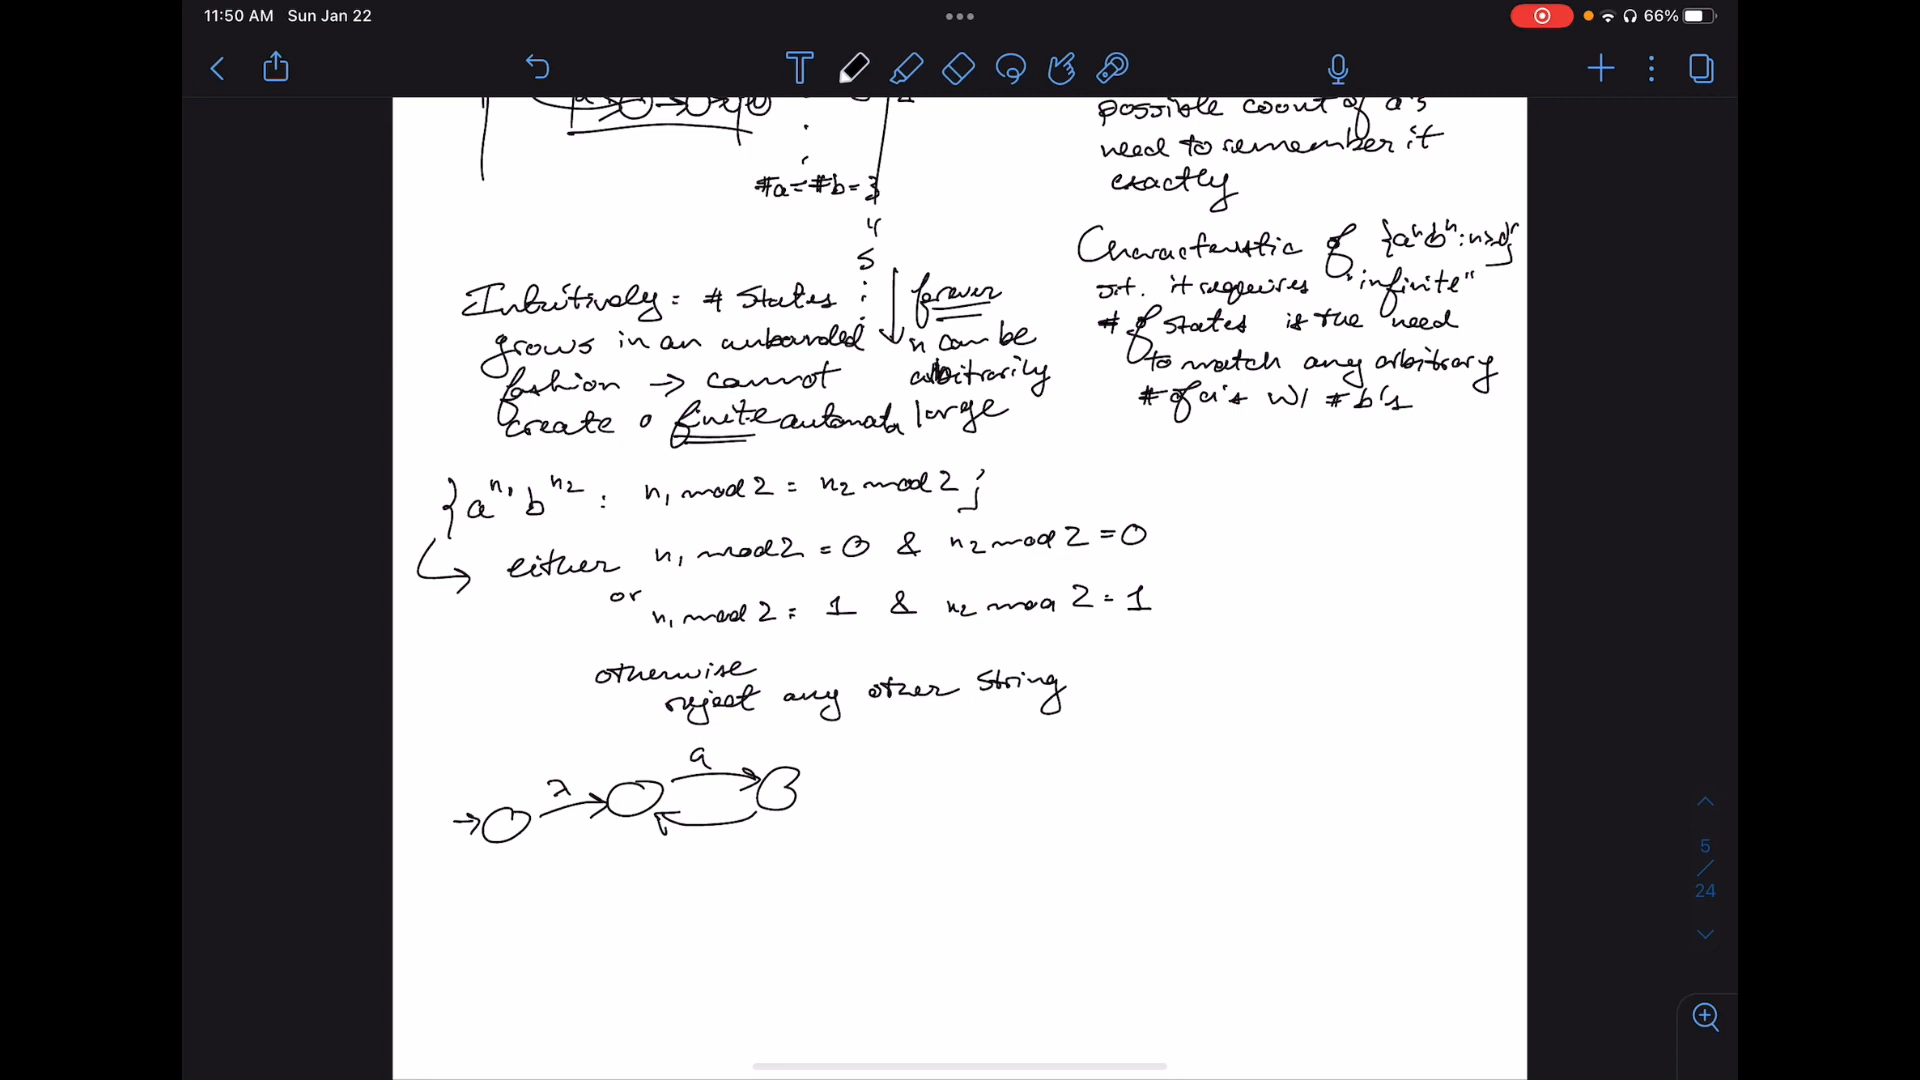 11:50 AM Sun Jan 22
66%
possible count of a's
need to remember it
exactly
#a = #b = 3
4
5
Intuitively: # states
grows in an unbounded
fashion → cannot
create a finite automata
forever
n can be
arbitrarily
large
Characteristic of {aⁿbⁿ: n≥0}
s.t. it requires "infinite"
# of states is the need
to match any arbitrary
# of a's w/ # b's
{a^n₁ b^n₂ : n₁ mod 2 = n₂ mod 2}
either n₁ mod 2 = 0 & n₂ mod 2 = 0
or n₁ mod 2 = 1 & n₂ mod 2 = 1
otherwise
reject any other string
λ
a
5
/
24